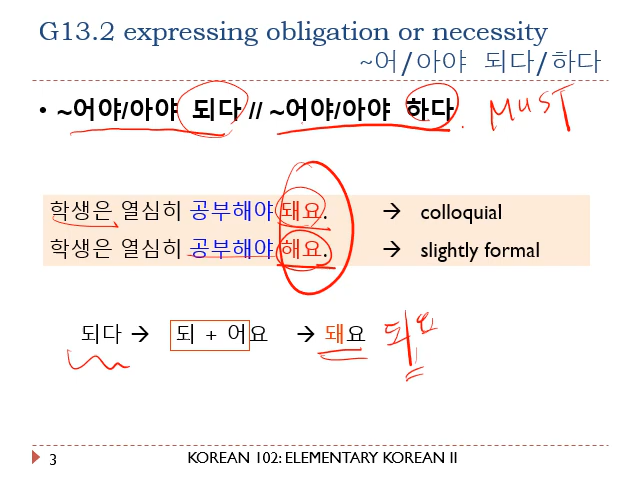 G13.2 expressing obligation or necessity
~어/아야 되다/하다
• ~어야/아야 되다 // ~어야/아야 하다. MUST
학생은 열심히 공부해야 돼요. → colloquial
학생은 열심히 공부해야 해요. → slightly formal
되다 → 되 + 어요 → 돼요 되요
3 KOREAN 102: ELEMENTARY KOREAN II